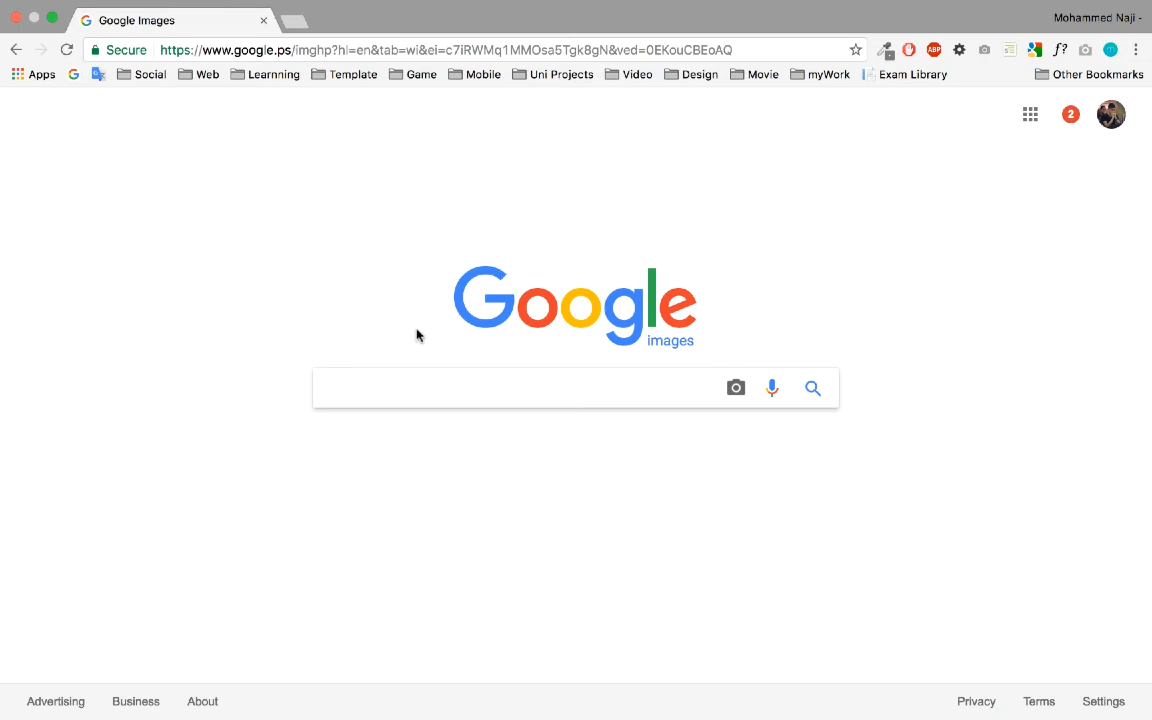 Google Images
Mohammed Naji -
Secure https://www.google.ps/imghp?hl=en&tab=wi&ei=c7iRWMq1MMOsa5Tgk8gN&ved=0EKouCBEoAQ
ABP
f?
Apps Social Web Learnning Template Game Mobile Uni Projects Video Design Movie myWork Exam Library Other Bookmarks
2
Google
images
Advertising Business About Privacy Terms Settings